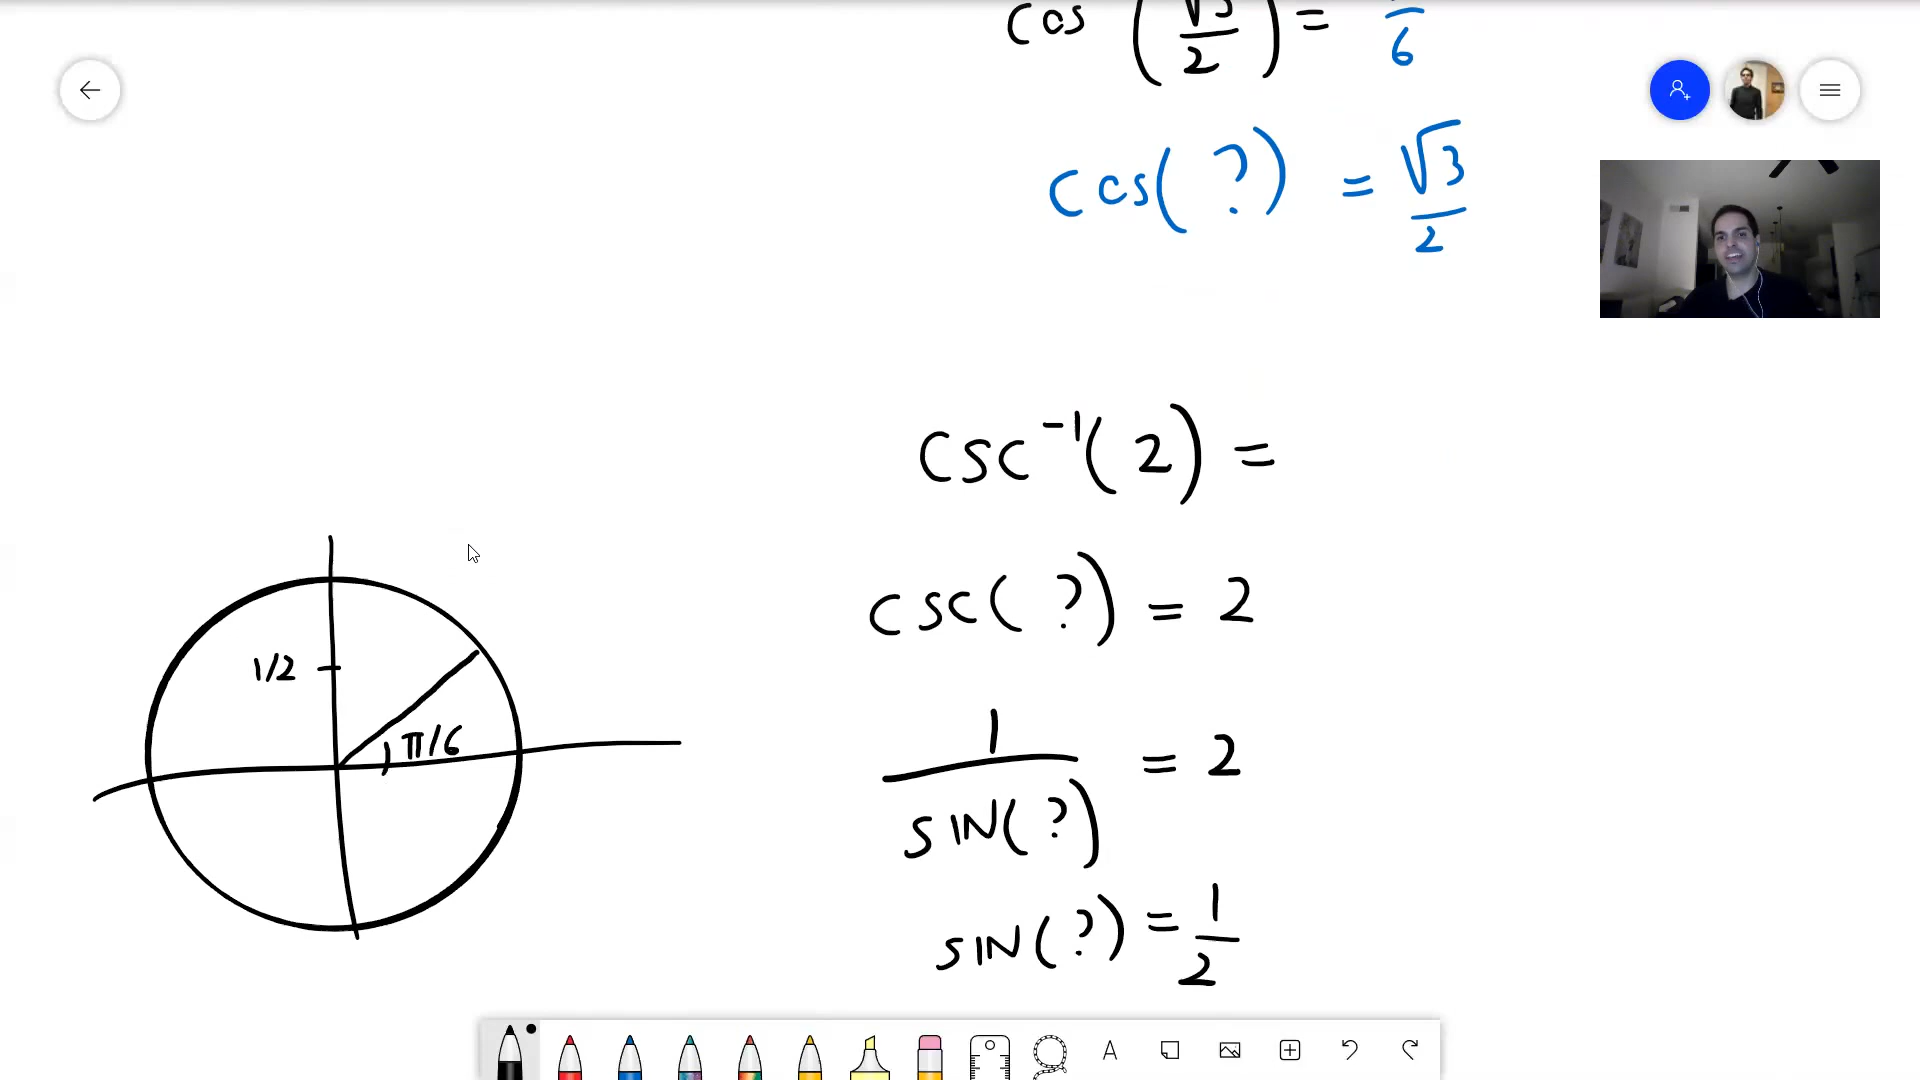 cos (√3/2) = /6
cos(?) = √3/2
csc⁻¹(2) =
csc(?) = 2
1/2
π/6
1/SIN(?) = 2
SIN(?) = 1/2
A